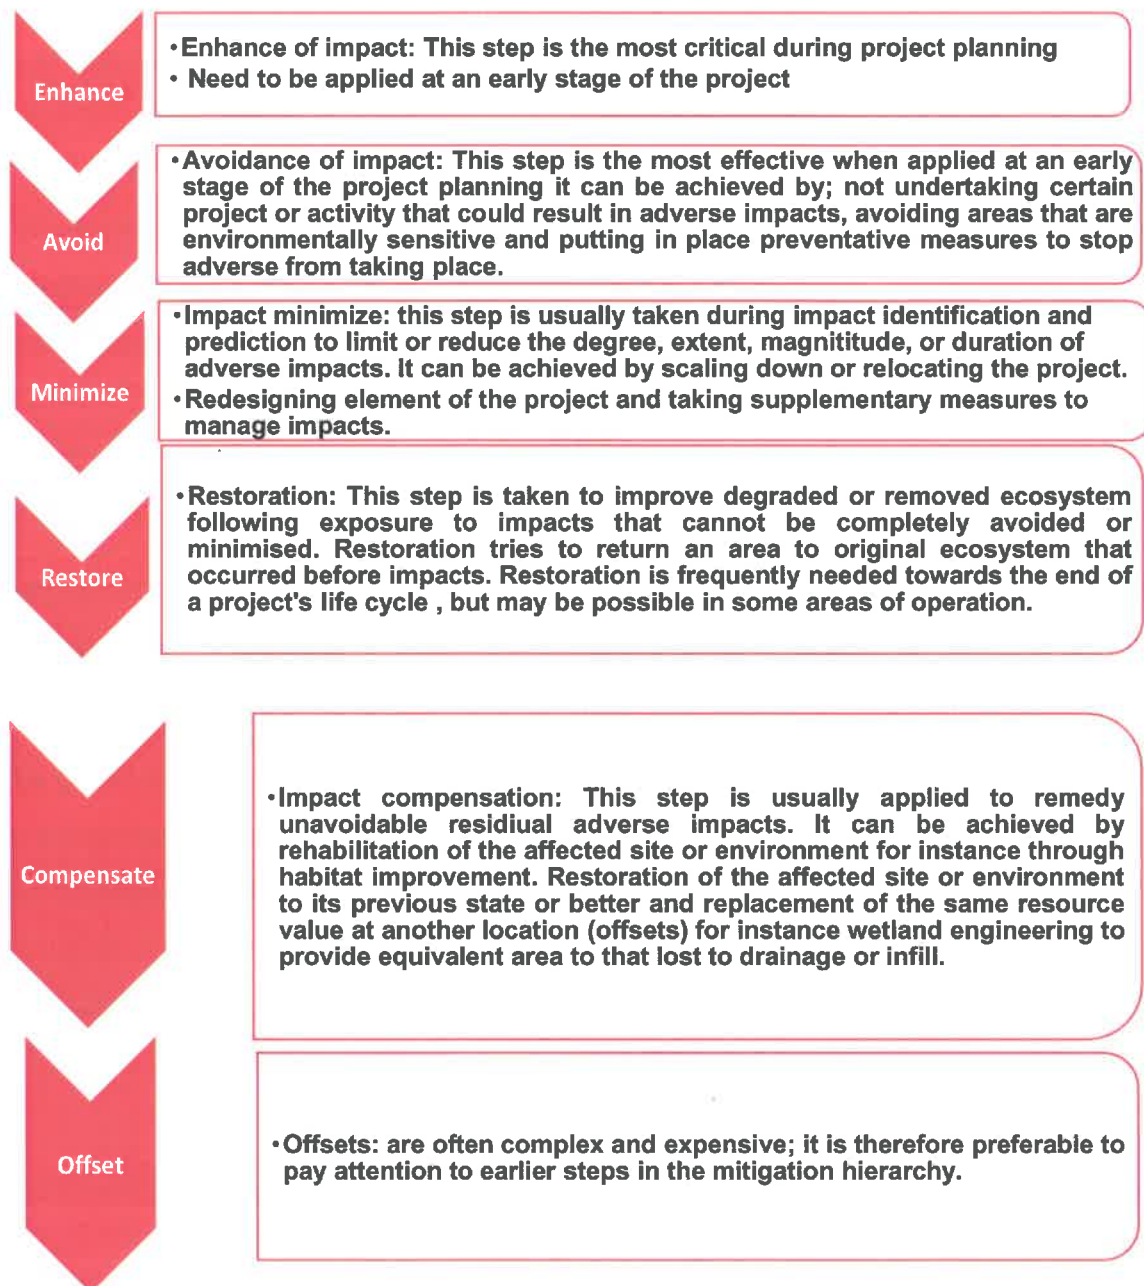 Enhance
•Enhance of impact: This step is the most critical during project planning
• Need to be applied at an early stage of the project
Avoid
•Avoidance of impact: This step is the most effective when applied at an early
stage of the project planning it can be achieved by; not undertaking certain
project or activity that could result in adverse impacts, avoiding areas that are
environmentally sensitive and putting in place preventative measures to stop
adverse from taking place.
Minimize
•Impact minimize: this step is usually taken during impact identification and
prediction to limit or reduce the degree, extent, magnititude, or duration of
adverse impacts. It can be achieved by scaling down or relocating the project.
•Redesigning element of the project and taking supplementary measures to
manage impacts.
Restore
•Restoration: This step is taken to improve degraded or removed ecosystem
following exposure to impacts that cannot be completely avoided or
minimised. Restoration tries to return an area to original ecosystem that
occurred before impacts. Restoration is frequently needed towards the end of
a project's life cycle , but may be possible in some areas of operation.
Compensate
•Impact compensation: This step is usually applied to remedy
unavoidable residiual adverse impacts. It can be achieved by
rehabilitation of the affected site or environment for instance through
habitat improvement. Restoration of the affected site or environment
to its previous state or better and replacement of the same resource
value at another location (offsets) for instance wetland engineering to
provide equivalent area to that lost to drainage or infill.
Offset
•Offsets: are often complex and expensive; it is therefore preferable to
pay attention to earlier steps in the mitigation hierarchy.